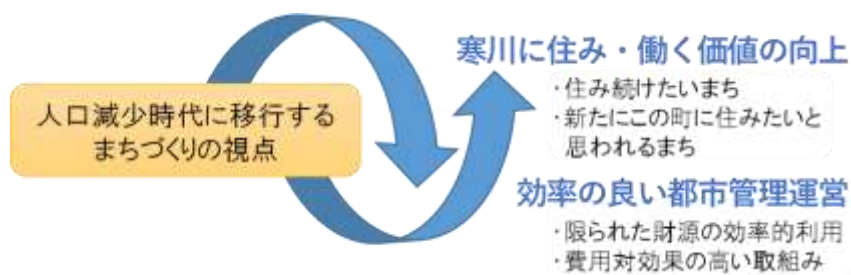 人口減少時代に移行する
まちづくりの視点
寒川に住み・働く価値の向上
・住み続けたいまち
・新たにこの町に住みたいと
思われるまち
効率の良い都市管理運営
・限られた財源の効率的利用
・費用対効果の高い取組み